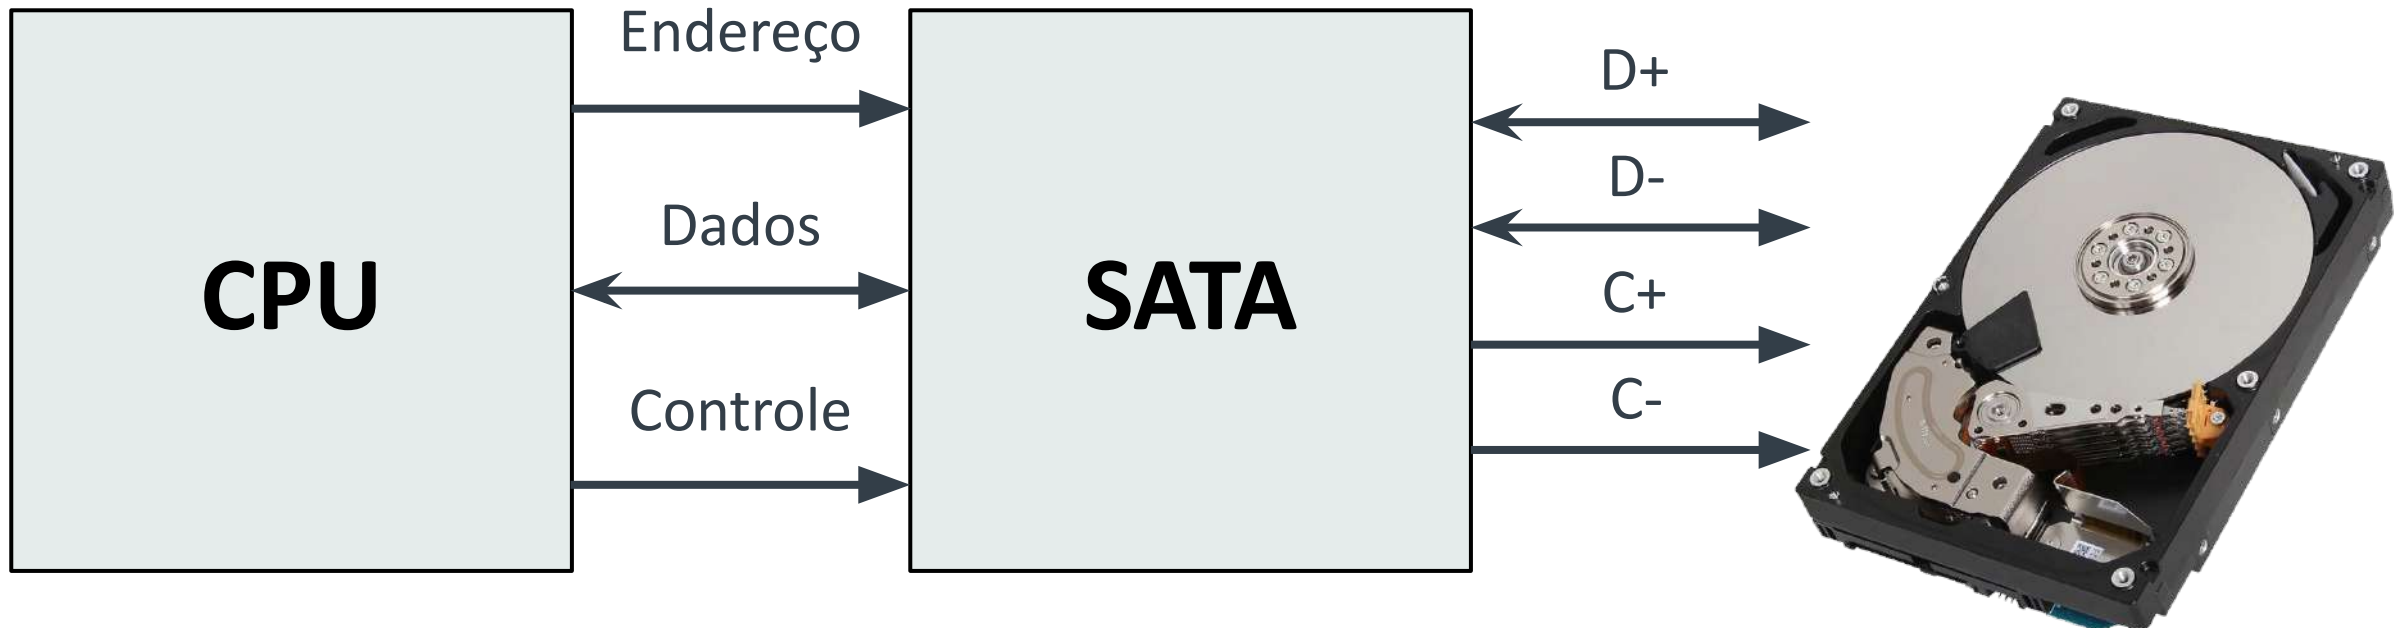 CPU
Endereço
Dados
Controle
SATA
D+
D-
C+
C-